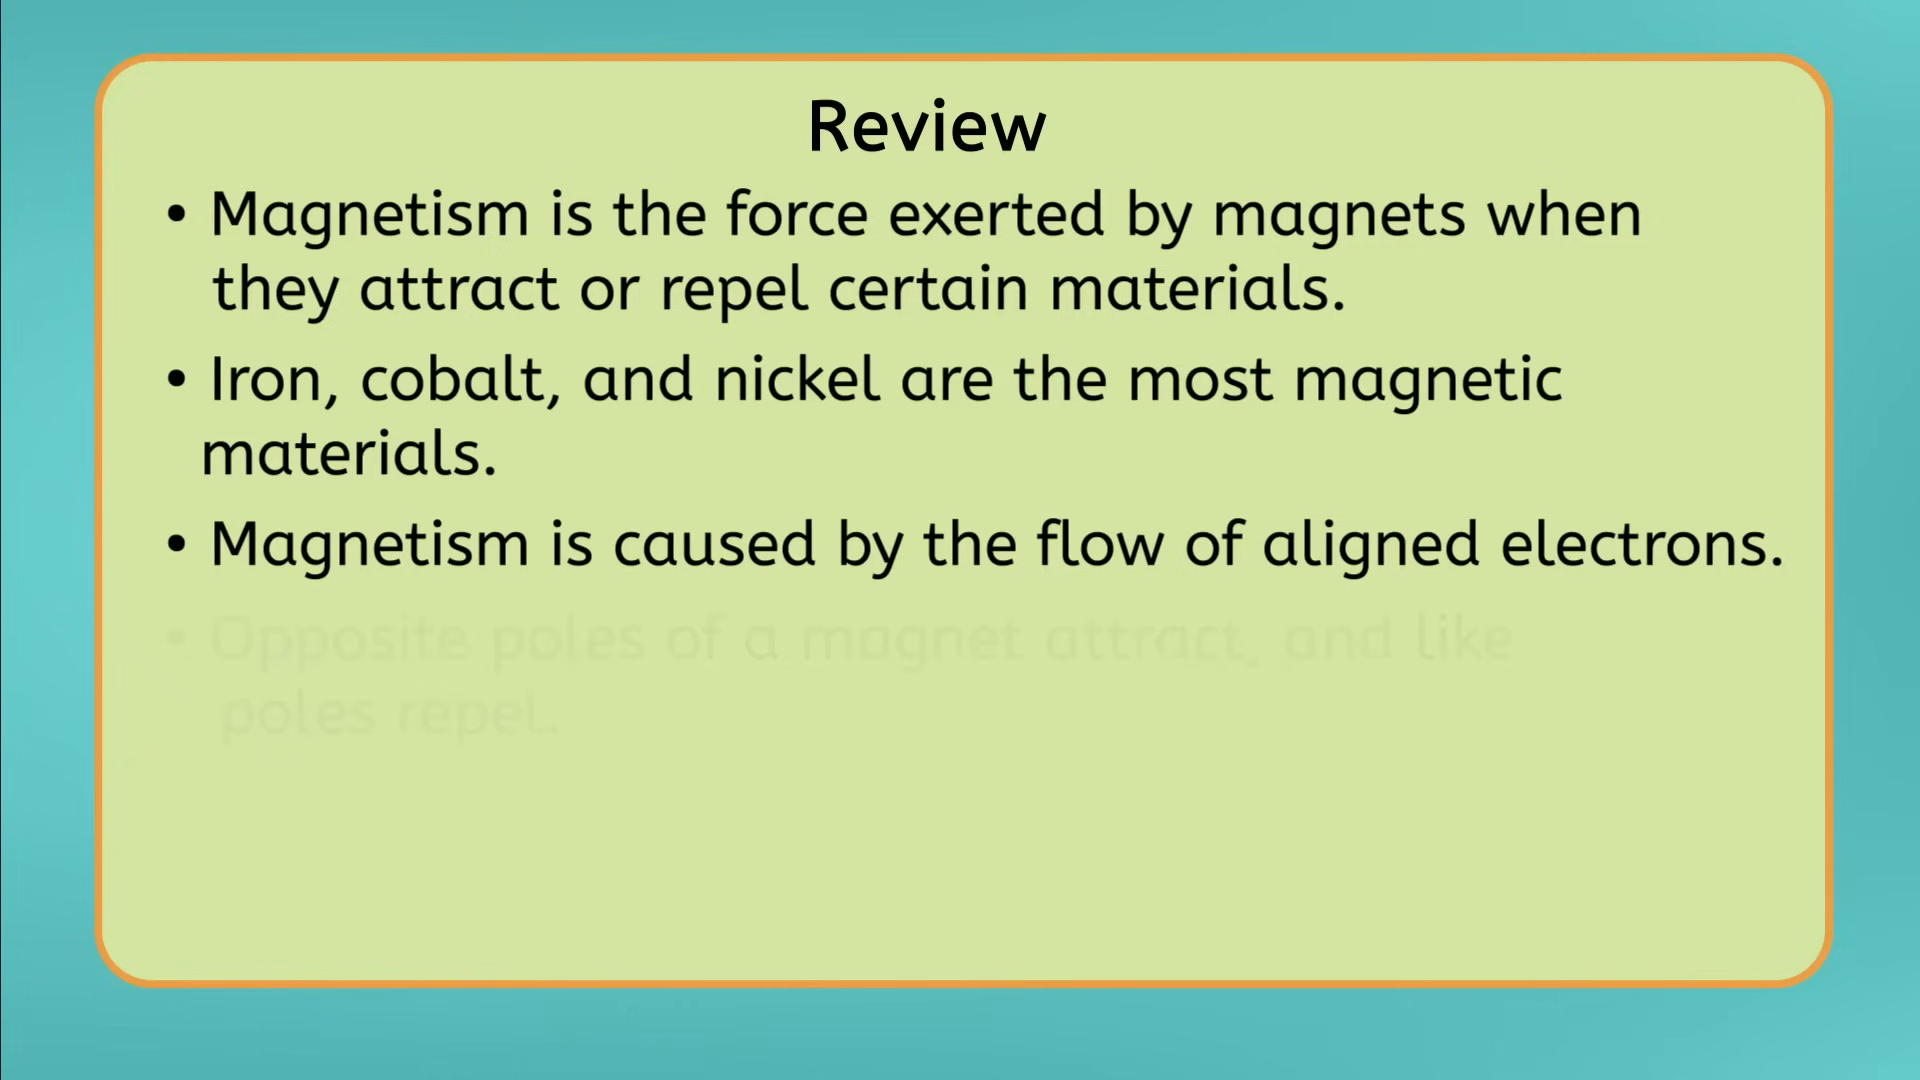 Review
• Magnetism is the force exerted by magnets when
they attract or repel certain materials.
• Iron, cobalt, and nickel are the most magnetic
materials.
• Magnetism is caused by the flow of aligned electrons.
• Opposite poles of a magnet attract, and like
poles repel.